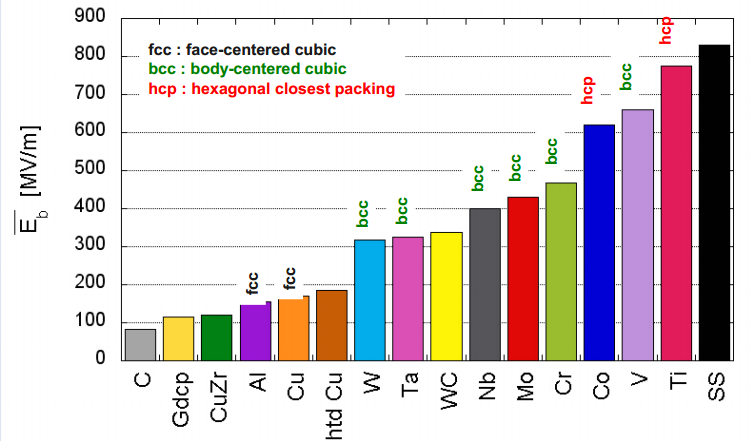 900
800
700
600
500
400
300
200
100
0
E̅b [MV/m]
fcc : face-centered cubic
bcc : body-centered cubic
hcp : hexagonal closest packing
fcc
fcc
bcc
bcc
bcc
bcc
bcc
hcp
bcc
hcp
C
Gdcp
CuZr
Al
Cu
htd Cu
W
Ta
WC
Nb
Mo
Cr
Co
V
Ti
SS